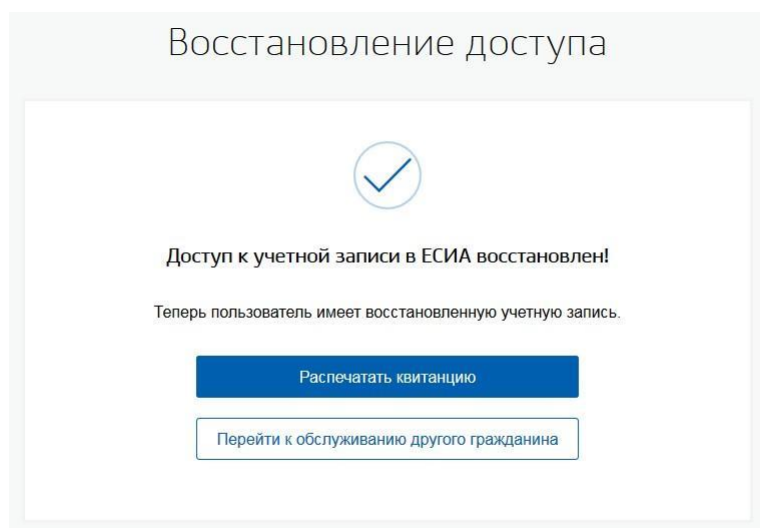 Восстановление доступа
Доступ к учетной записи в ЕСИА восстановлен!
Теперь пользователь имеет восстановленную учетную запись.
Распечатать квитанцию
Перейти к обслуживанию другого гражданина